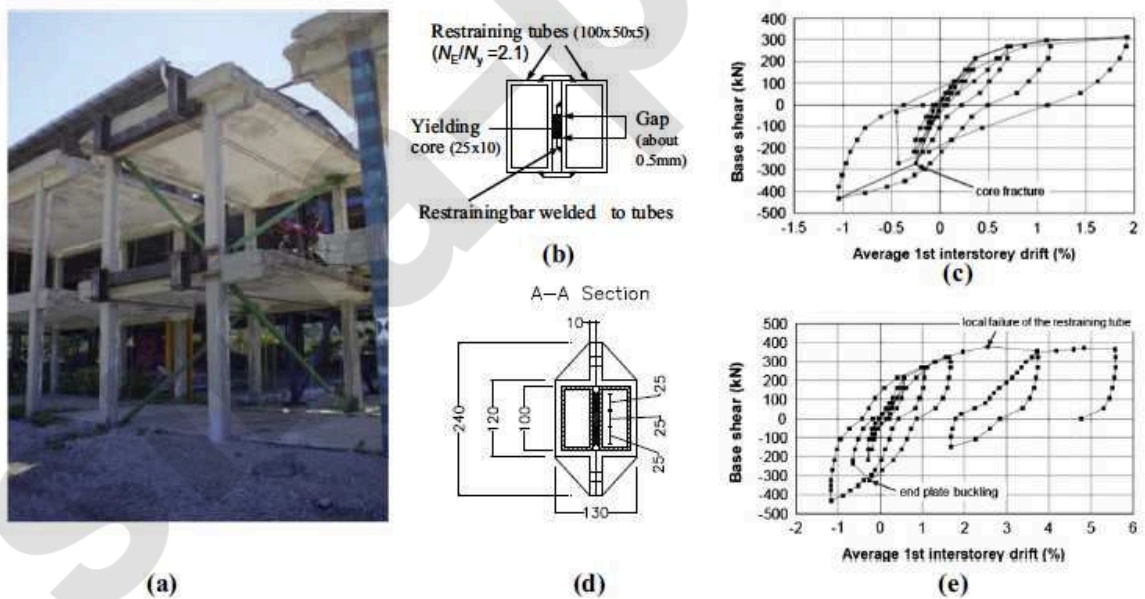 Restraining tubes (100x50x5)
(NE/Ny =2.1)
Yielding
core (25x10)
Gap
(about
0.5mm)
Restrainingbar welded to tubes
(b)
400
300
200
100
0
-100
-200
-300
-400
-500
Base shear (kN)
core fracture
-1.5
-1
-0.5
0
0.5
1
1.5
2
Average 1st interstorey drift (%)
(c)
A–A Section
10
240
120
100
25
25
25
130
(d)
500
400
300
200
100
0
-100
-200
-300
-400
-500
Base shear (kN)
local failure of the restraining tube
end plate buckling
-2
-1
0
1
2
3
4
5
6
Average 1st interstorey drift (%)
(e)
(a)